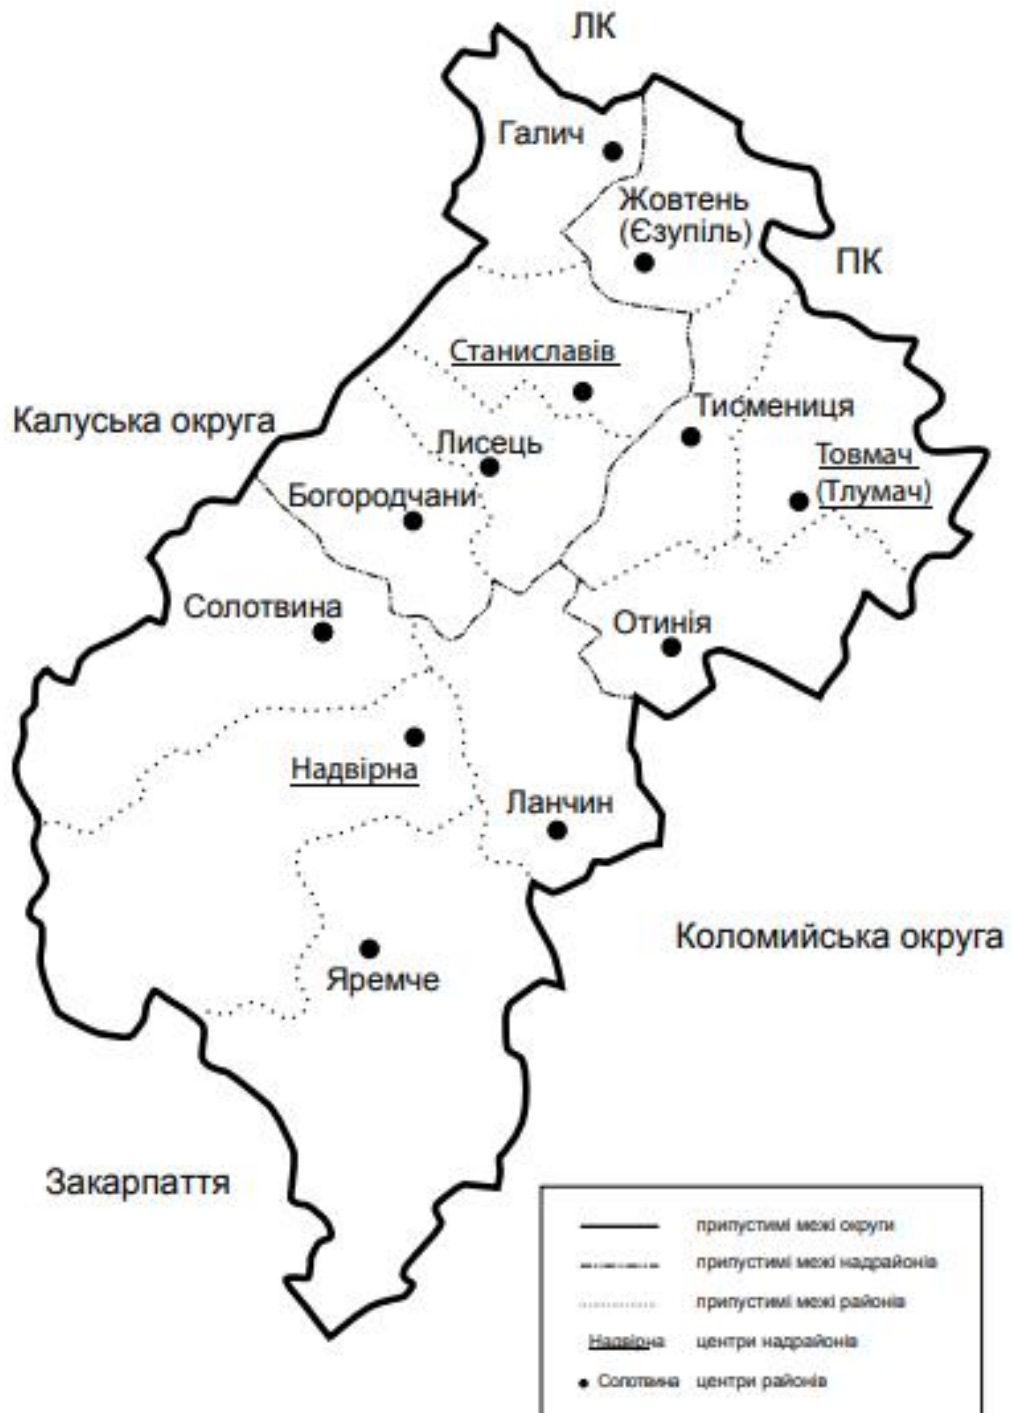 ЛК
Галич
Жовтень
(Єзупіль)
ПК
Станиславів
Калуська округа
Тисмениця
Лисець
Товмач
(Тлумач)
Богородчани
Солотвина
Отинія
Надвірна
Ланчин
Коломийська округа
Яремче
Закарпаття
припустимі межі округи
припустимі межі надрайонів
припустимі межі районів
Надвірна центри надрайонів
Солотвина центри районів